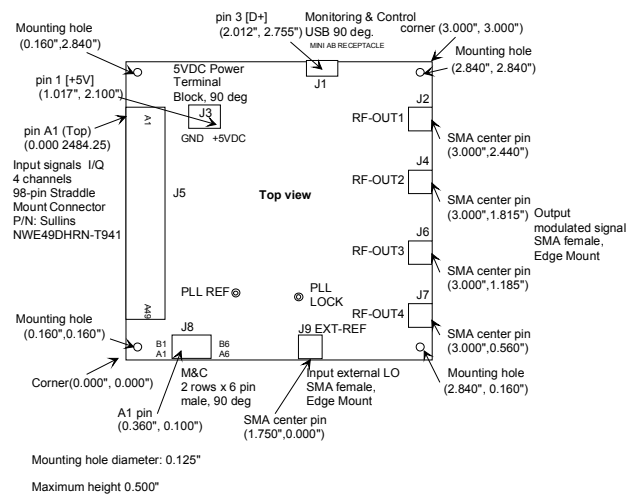 pin 3 [D+]
(2.012", 2.755")
Monitoring & Control
USB 90 deg.
MINI AB RECEPTACLE
corner (3.000", 3.000")
Mounting hole
(0.160",2.840")
Mounting hole
(2.840", 2.840")
pin 1 [+5V]
(1.017", 2.100")
5VDC Power
Terminal
Block, 90 deg
J1
J2
J3
GND +5VDC
RF-OUT1
SMA center pin
(3.000",2.440")
A1
pin A1 (Top)
(0.000 2484.25)
Input signals I/Q
4 channels
98-pin Straddle
Mount Connector
P/N: Sullins
NWE49DHRN-T941
J5
Top view
J4
RF-OUT2
SMA center pin
(3.000",1.815")
Output
modulated signal
SMA female,
Edge Mount
J6
RF-OUT3
SMA center pin
(3.000",1.185")
PLL REF
PLL
LOCK
J7
RF-OUT4
SMA center pin
(3.000",0.560")
A49
Mounting hole
(0.160",0.160")
J8
B1
A1
B6
A6
J9 EXT-REF
Corner(0.000", 0.000")
M&C
2 rows x 6 pin
male, 90 deg
Input external LO
SMA female,
Edge Mount
Mounting hole
(2.840", 0.160")
A1 pin
(0.360", 0.100")
SMA center pin
(1.750",0.000")
Mounting hole diameter: 0.125"
Maximum height 0.500"